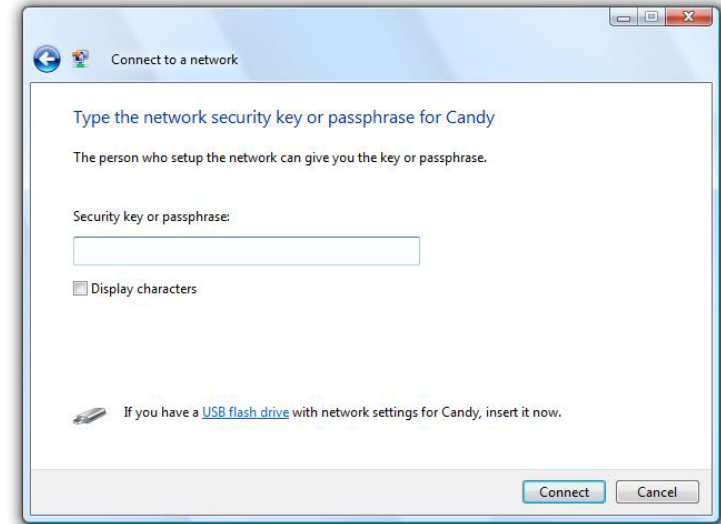 Connect to a network
Type the network security key or passphrase for Candy
The person who setup the network can give you the key or passphrase.
Security key or passphrase:
Display characters
If you have a USB flash drive with network settings for Candy, insert it now.
Connect Cancel